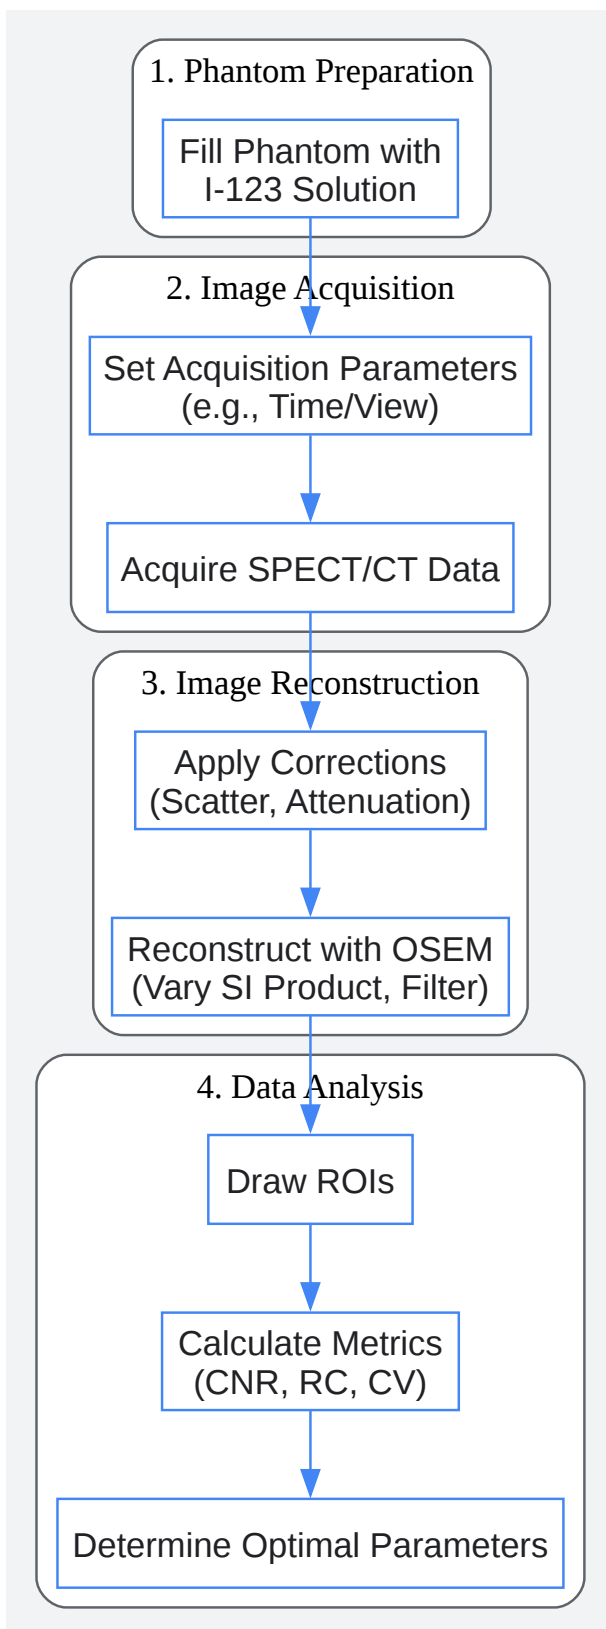 1. Phantom Preparation
Fill Phantom with
I-123 Solution
2. Image Acquisition
Set Acquisition Parameters
(e.g., Time/View)
Acquire SPECT/CT Data
3. Image Reconstruction
Apply Corrections
(Scatter, Attenuation)
Reconstruct with OSEM
(Vary SI Product, Filter)
4. Data Analysis
Draw ROIs
Calculate Metrics
(CNR, RC, CV)
Determine Optimal Parameters